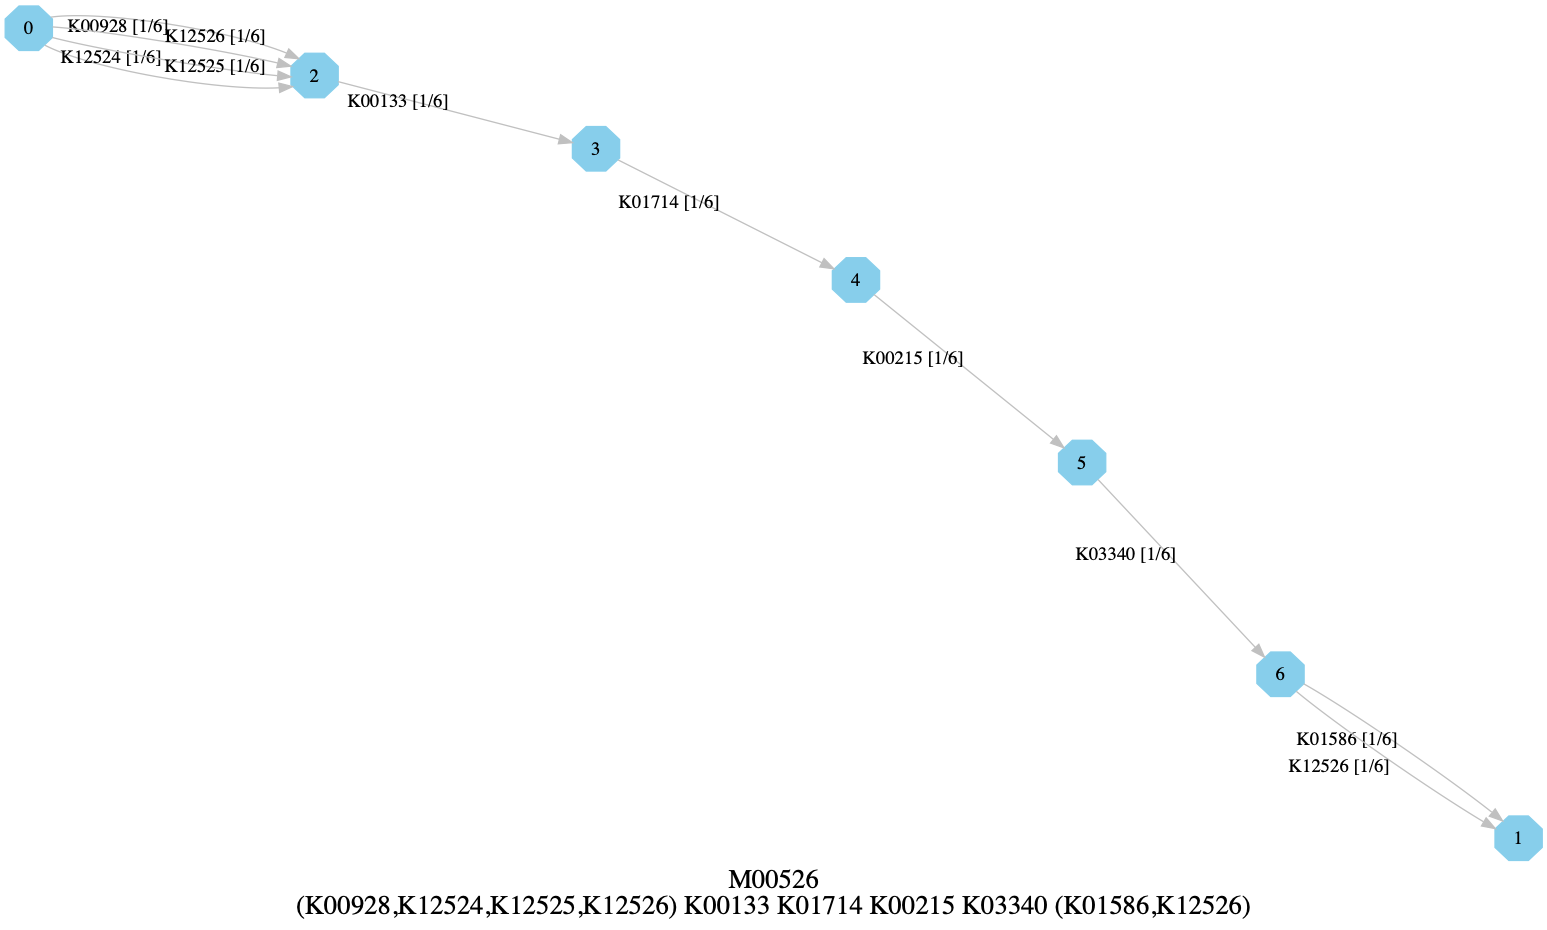 0
K00928 [1/6]
K12526 [1/6]
K12524 [1/6]
K12525 [1/6]
2
K00133 [1/6]
3
K01714 [1/6]
4
K00215 [1/6]
5
K03340 [1/6]
6
K01586 [1/6]
K12526 [1/6]
1
M00526
(K00928,K12524,K12525,K12526) K00133 K01714 K00215 K03340 (K01586,K12526)